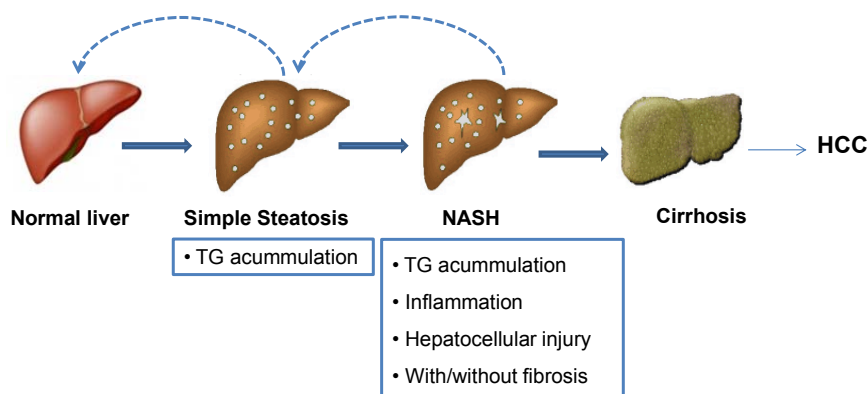 HCC
Normal liver
Simple Steatosis
NASH
Cirrhosis
• TG acummulation
• TG acummulation
• Inflammation
• Hepatocellular injury
• With/without fibrosis